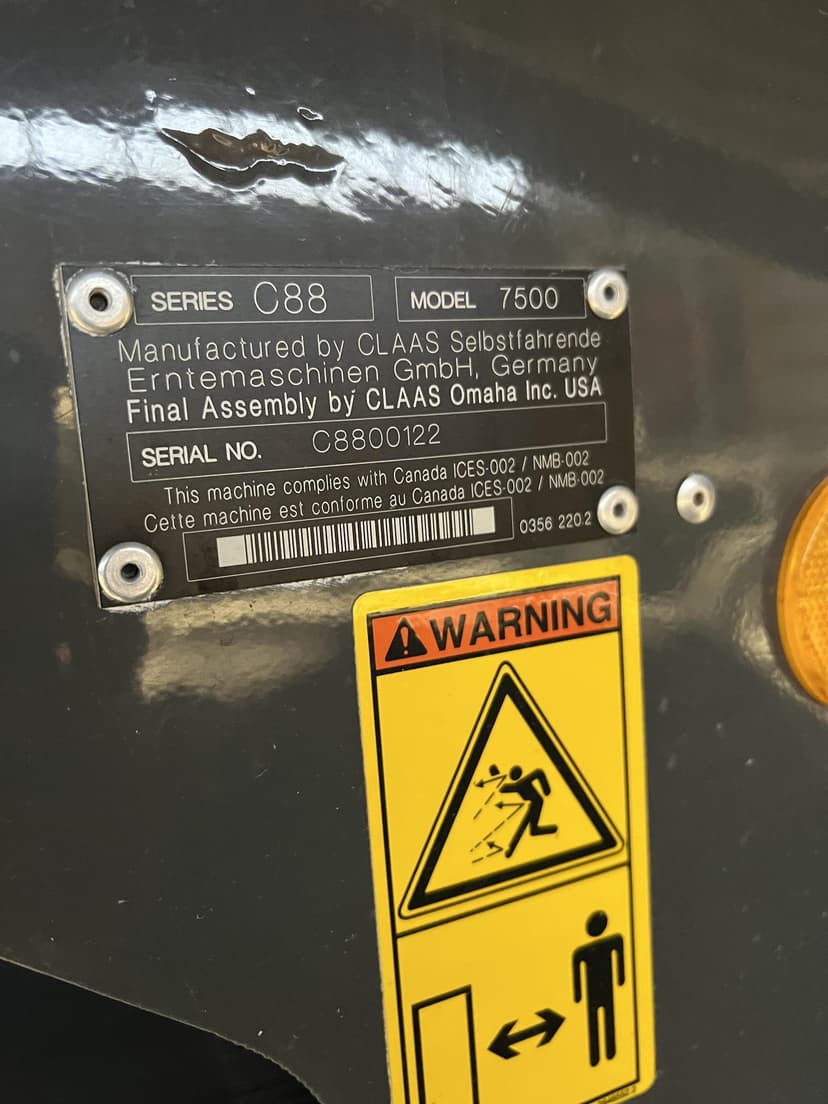 SERIES C88 MODEL 7500
Manufactured by CLAAS Selbstfahrende
Erntemaschinen GmbH, Germany
Final Assembly by CLAAS Omaha Inc. USA
SERIAL NO. C8800122
This machine complies with Canada ICES-002 / NMB-002
Cette machine est conforme au Canada ICES-002 / NMB-002
0356 220 2
WARNING